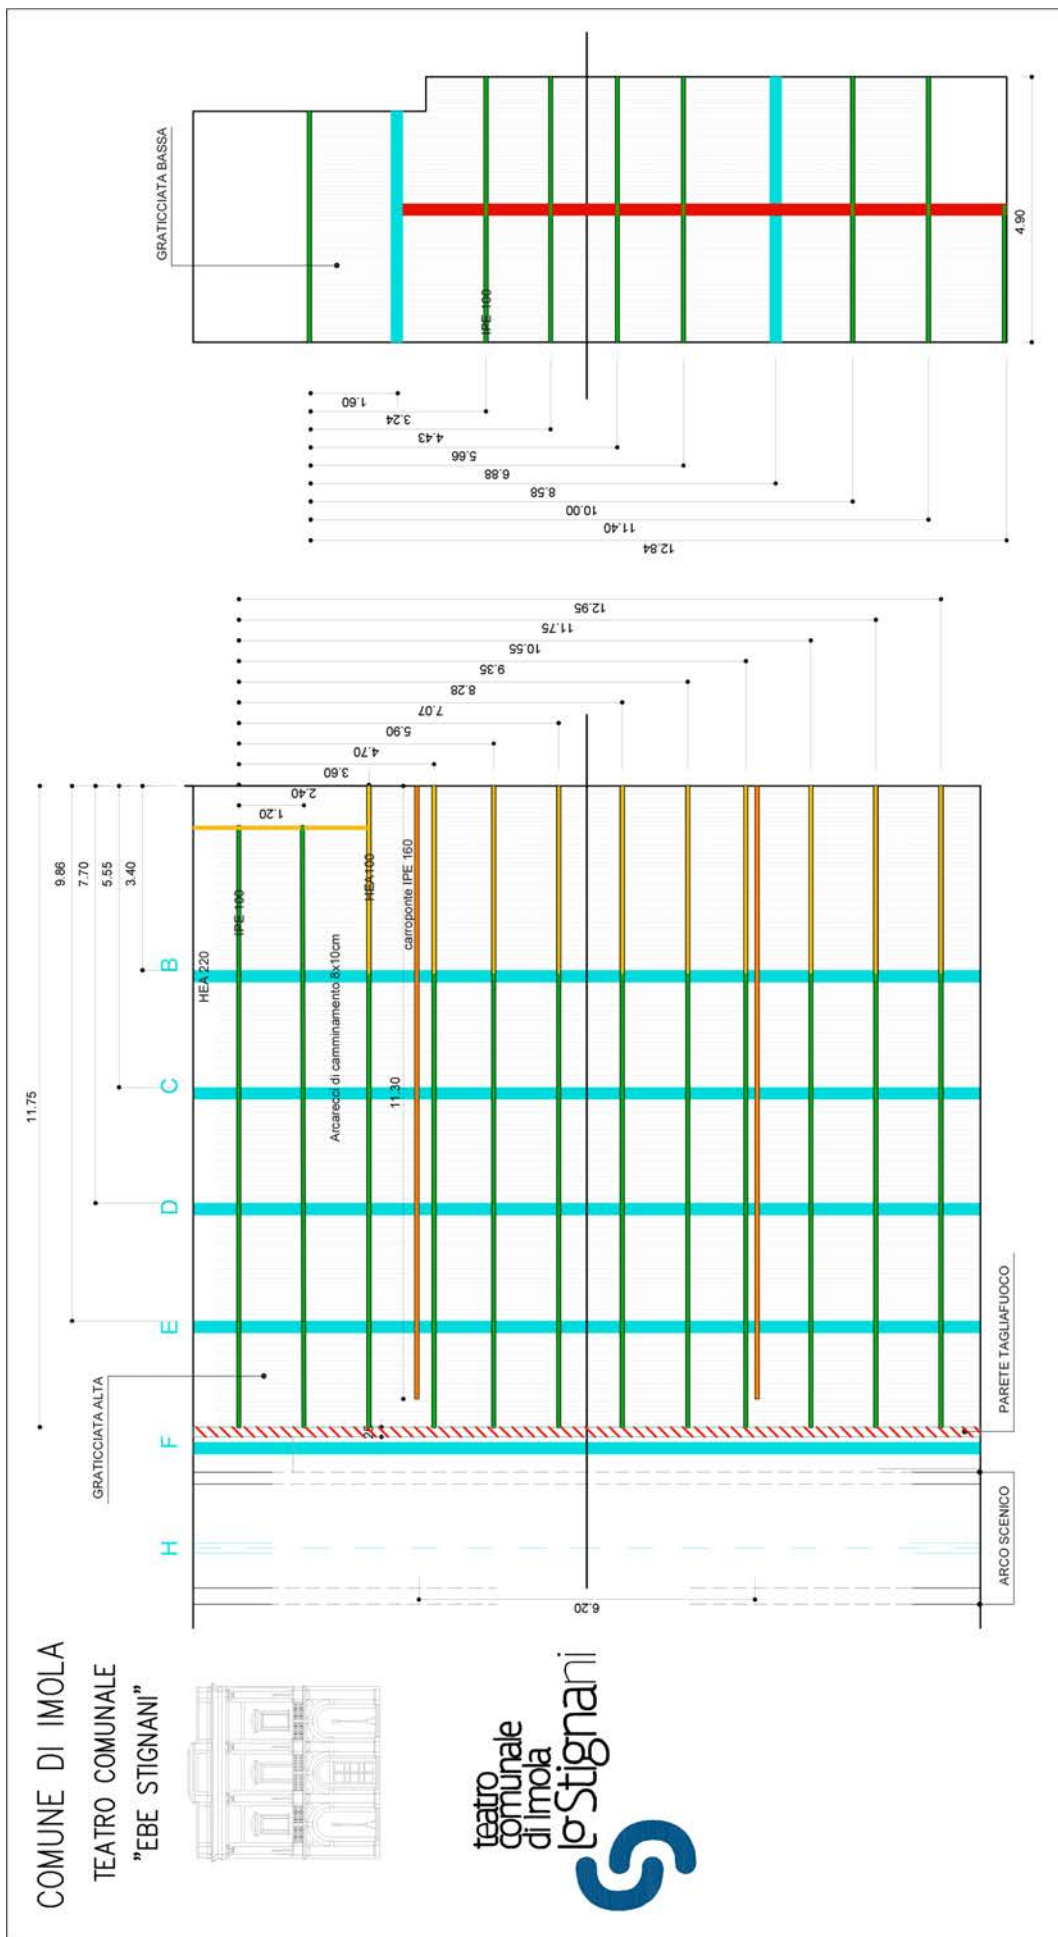 COMUNE DI IMOLA
TEATRO COMUNALE
"EBE STIGNANI"
teatro
comunale
di Imola
lo Stignani
GRATICCIATA BASSA
IPE 100
4.90
1.60
3.24
4.43
5.66
6.88
8.58
10.00
11.40
12.84
12.95
11.75
10.55
9.35
8.28
7.07
5.90
4.70
3.60
2.40
1.20
11.75
9.86
7.70
5.55
3.40
B
C
D
E
F
H
HEA 220
IPE 100
Arcarecci di camminamento 8x10cm
HEA100
carroponte IPE 160
11.30
25
GRATICCIATA ALTA
PARETE TAGLIAFUOCO
ARCO SCENICO
6.20